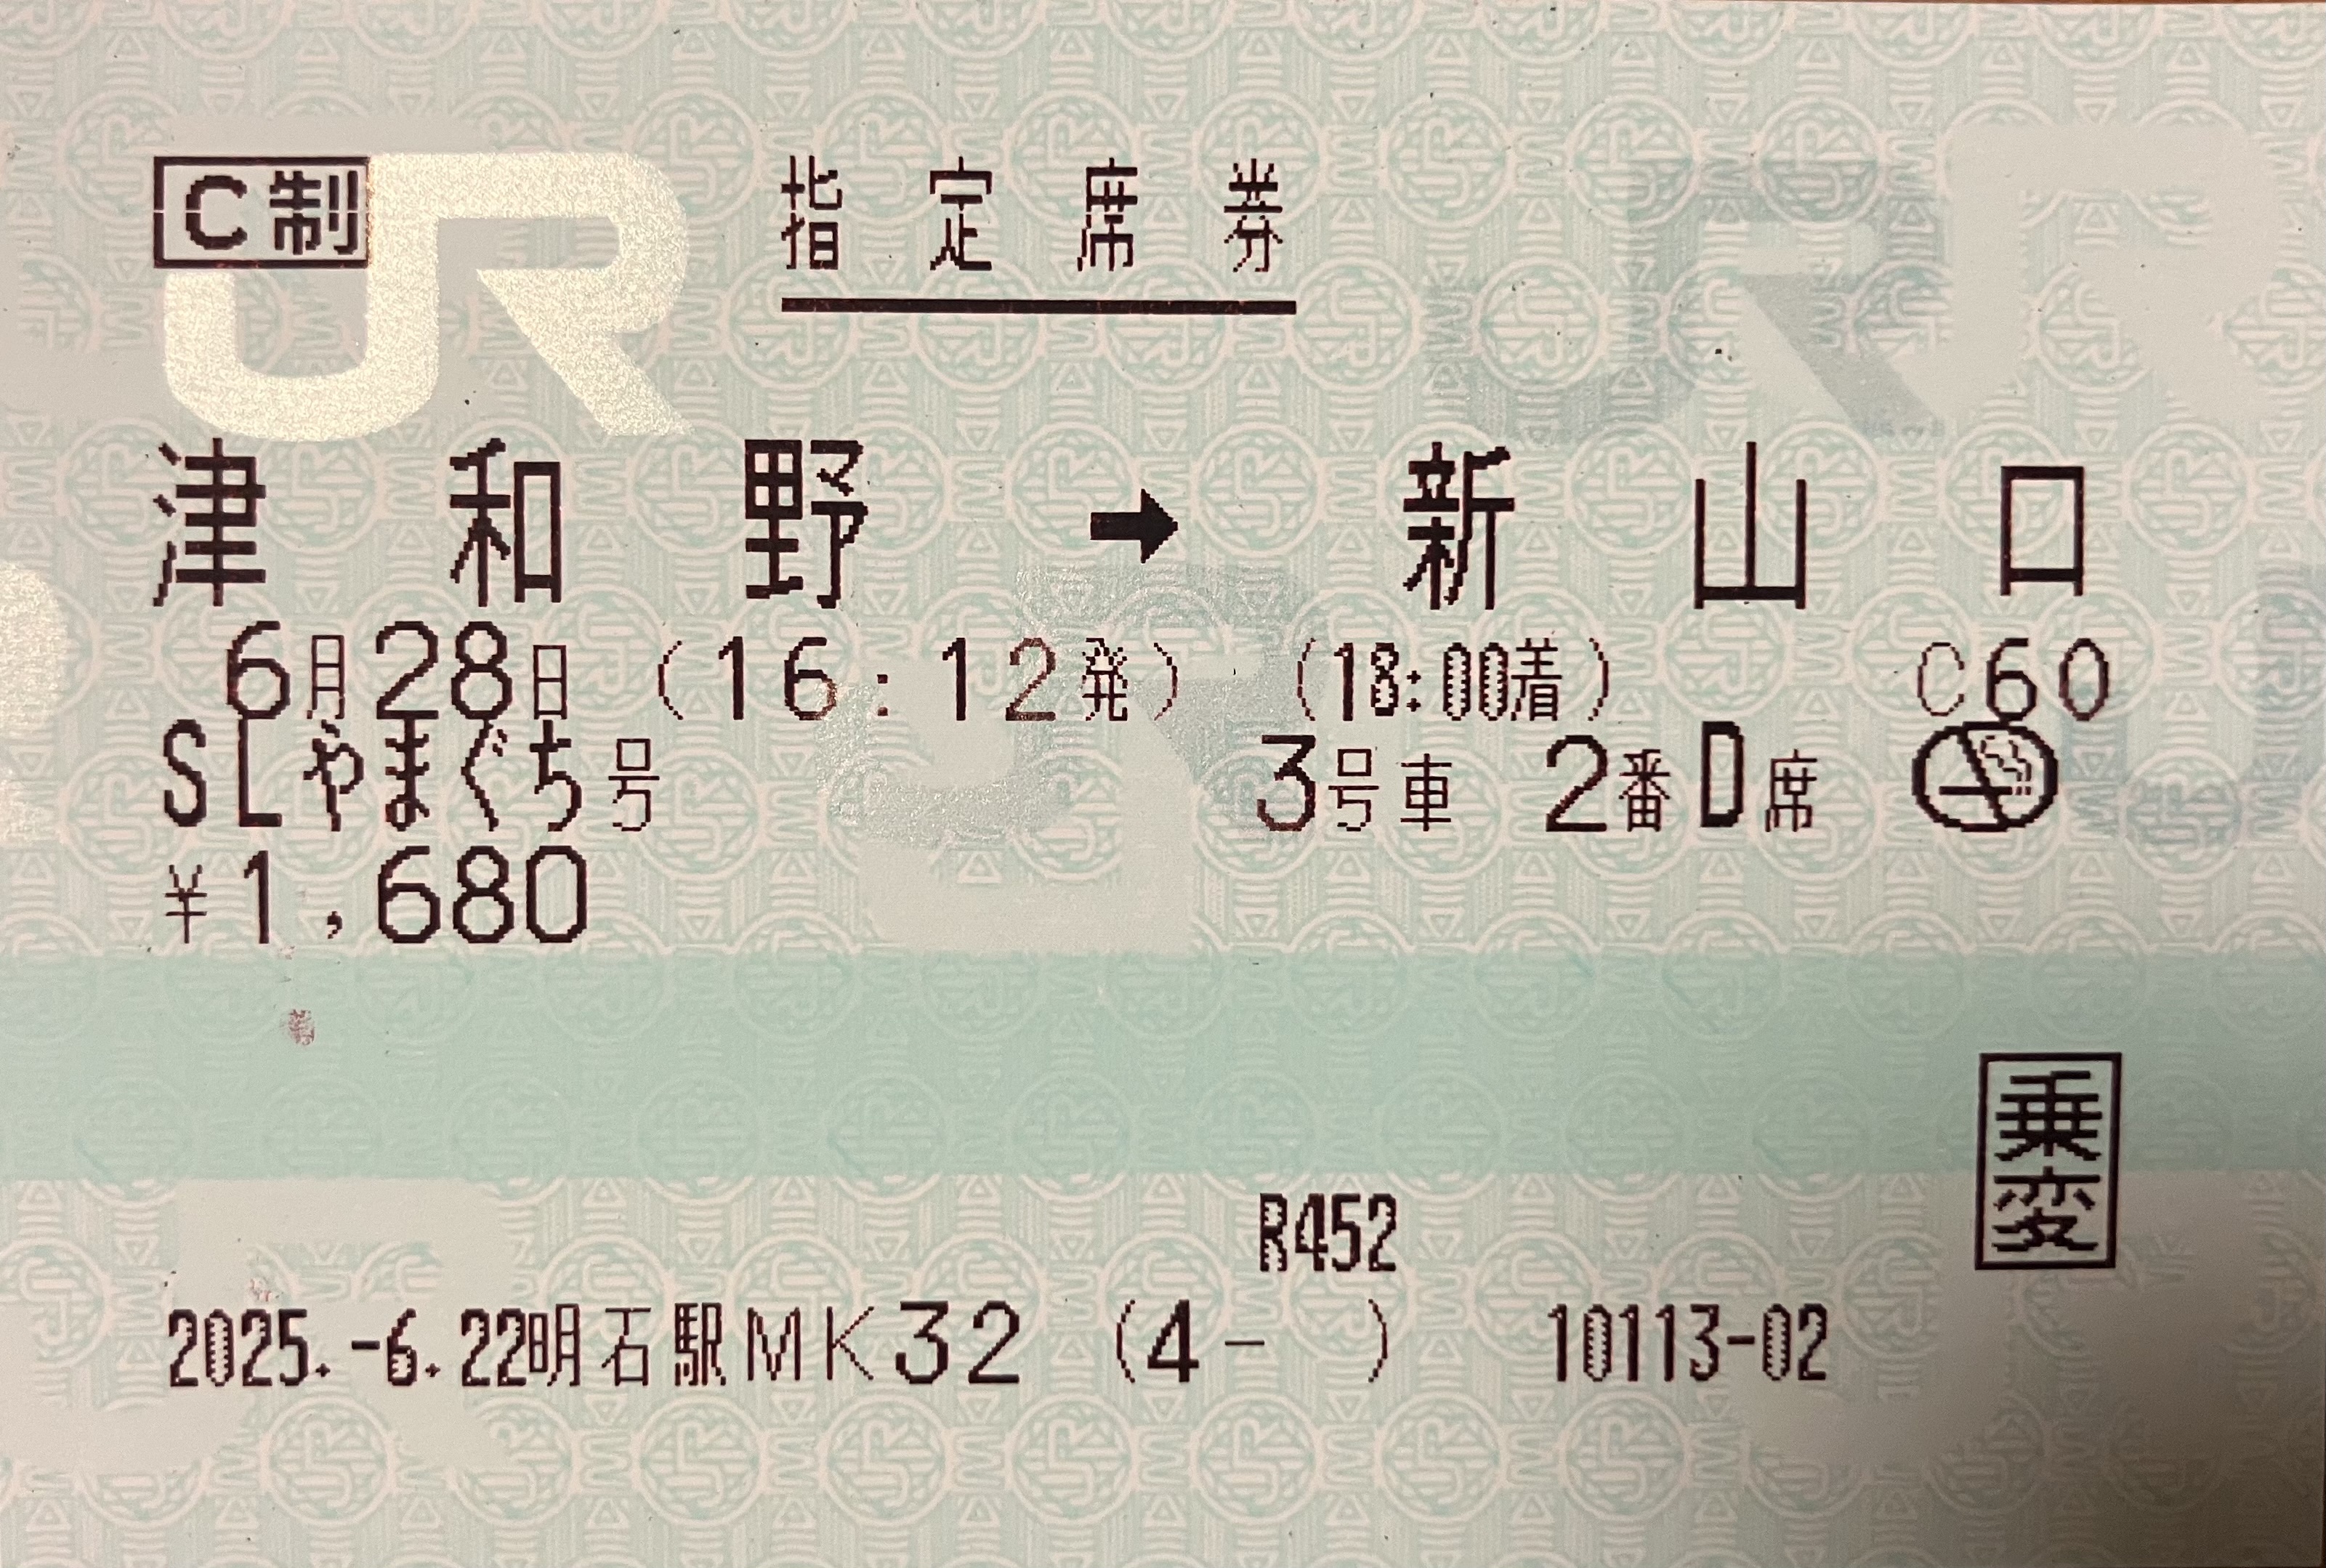 C制 JR 指定席券
津和野 ➡ 新山口
6月28日 (16:12発) (18:00着) C60
SLやまぐち号 3号車 2番D席
¥1,680
乗変
R452
2025.-6.22明石駅MK32 (4- ) 10113-02